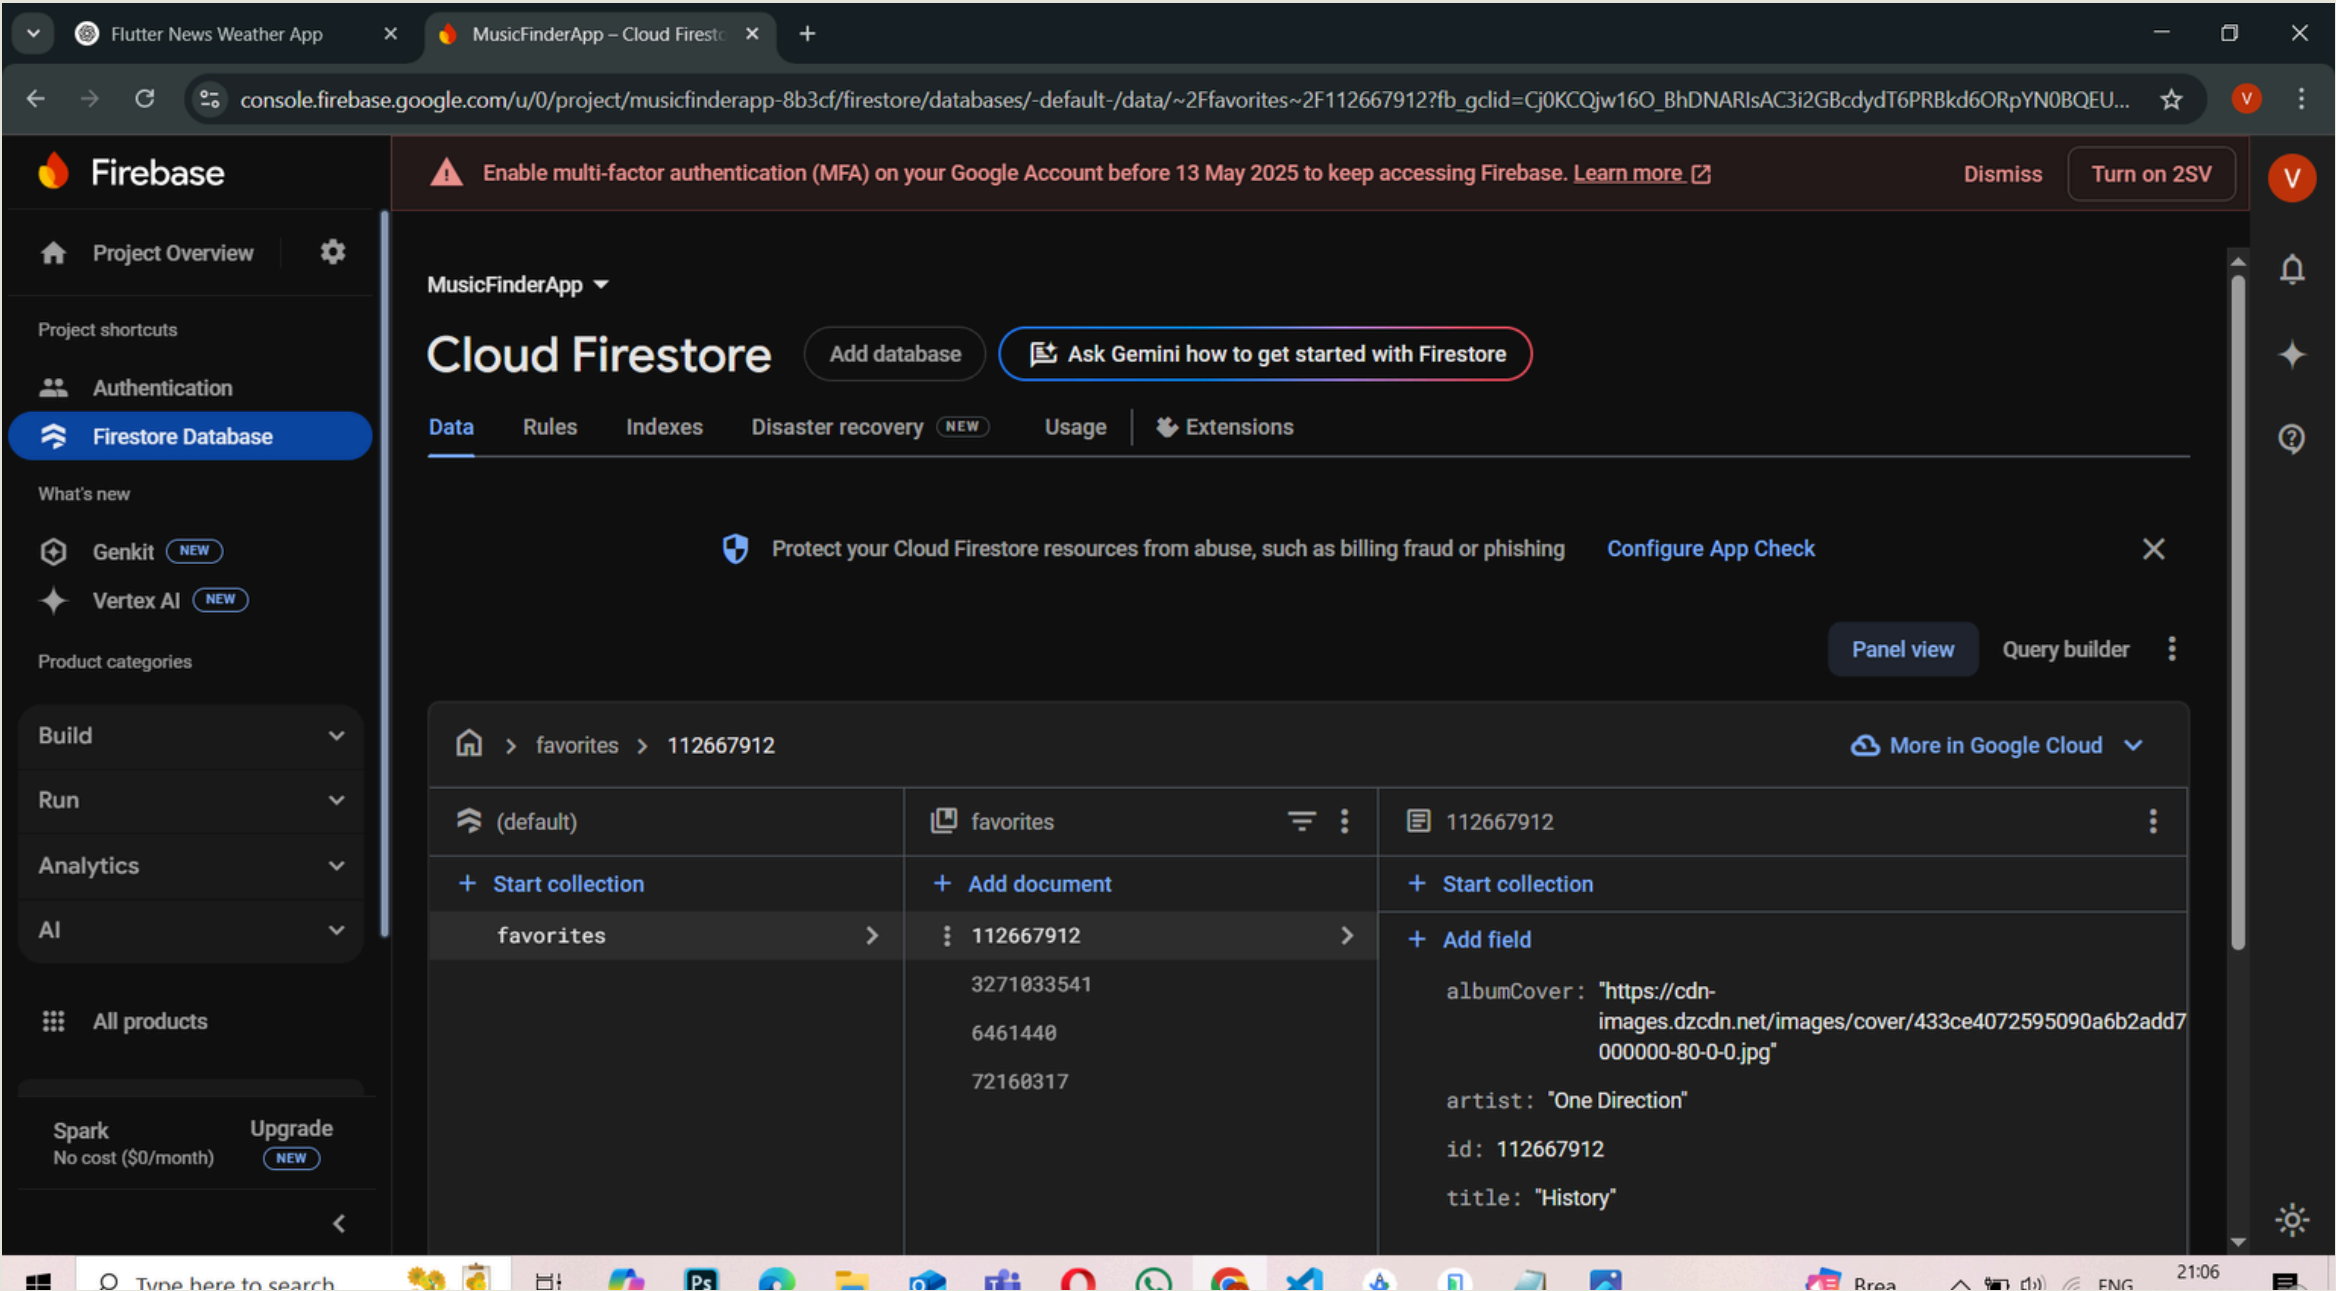 Flutter News Weather App
MusicFinderApp – Cloud Firesto
console.firebase.google.com/u/0/project/musicfinderapp-8b3cf/firestore/databases/-default-/data/~2Ffavorites~2F112667912?fb_gclid=Cj0KCQjw16O_BhDNARIsAC3i2GBcdydT6PRBkd6ORpYN0BQEU...
V
Firebase
Enable multi-factor authentication (MFA) on your Google Account before 13 May 2025 to keep accessing Firebase. Learn more
Dismiss
Turn on 2SV
V
Project Overview
Project shortcuts
Authentication
Firestore Database
What's new
Genkit NEW
Vertex AI NEW
Product categories
Build
Run
Analytics
AI
All products
Spark
No cost ($0/month)
Upgrade
NEW
MusicFinderApp
Cloud Firestore
Add database
Ask Gemini how to get started with Firestore
Data Rules Indexes Disaster recovery NEW Usage Extensions
Protect your Cloud Firestore resources from abuse, such as billing fraud or phishing Configure App Check
Panel view Query builder
favorites > 112667912
More in Google Cloud
(default)
+ Start collection
favorites
favorites
+ Add document
112667912
3271033541
6461440
72160317
112667912
+ Start collection
+ Add field
albumCover: "https://cdn-
images.dzcdn.net/images/cover/433ce4072595090a6b2add7
000000-80-0-0.jpg"
artist: "One Direction"
id: 112667912
title: "History"
Type here to search
Ps
Brea
ENG
21:06